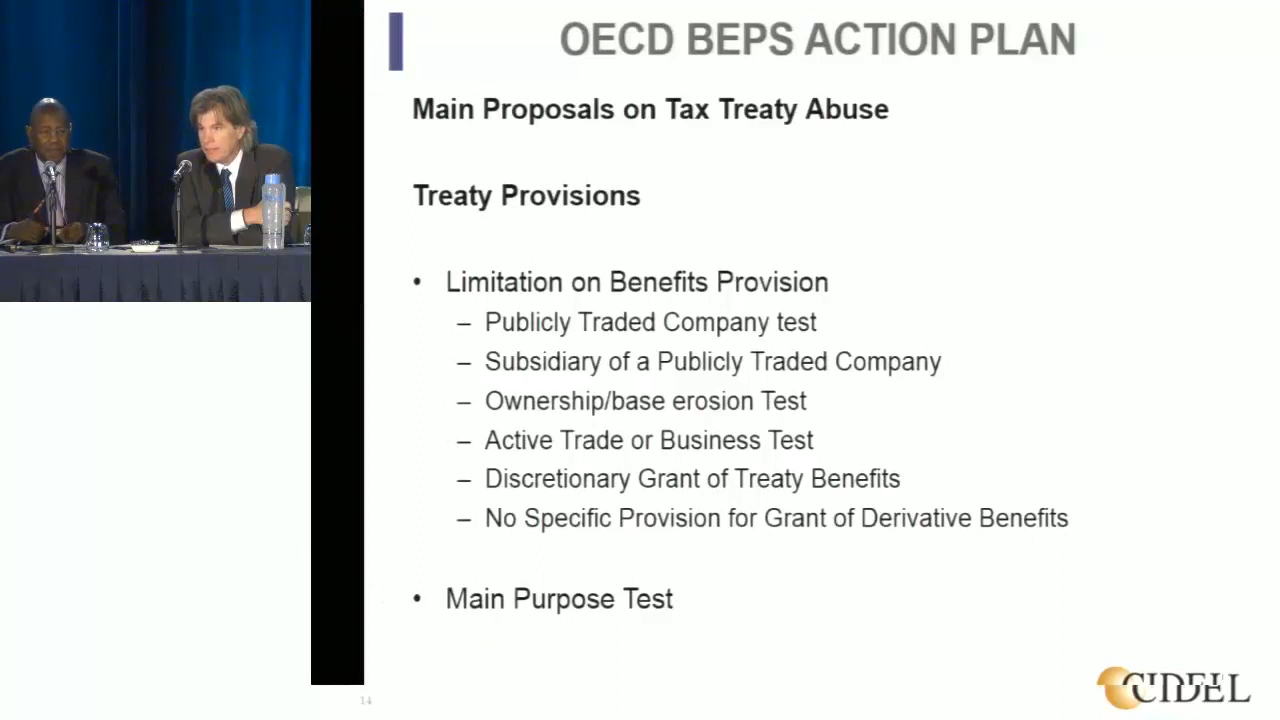 OECD BEPS ACTION PLAN
Main Proposals on Tax Treaty Abuse
Treaty Provisions
• Limitation on Benefits Provision
– Publicly Traded Company test
– Subsidiary of a Publicly Traded Company
– Ownership/base erosion Test
– Active Trade or Business Test
– Discretionary Grant of Treaty Benefits
– No Specific Provision for Grant of Derivative Benefits
• Main Purpose Test
14
CIDEL